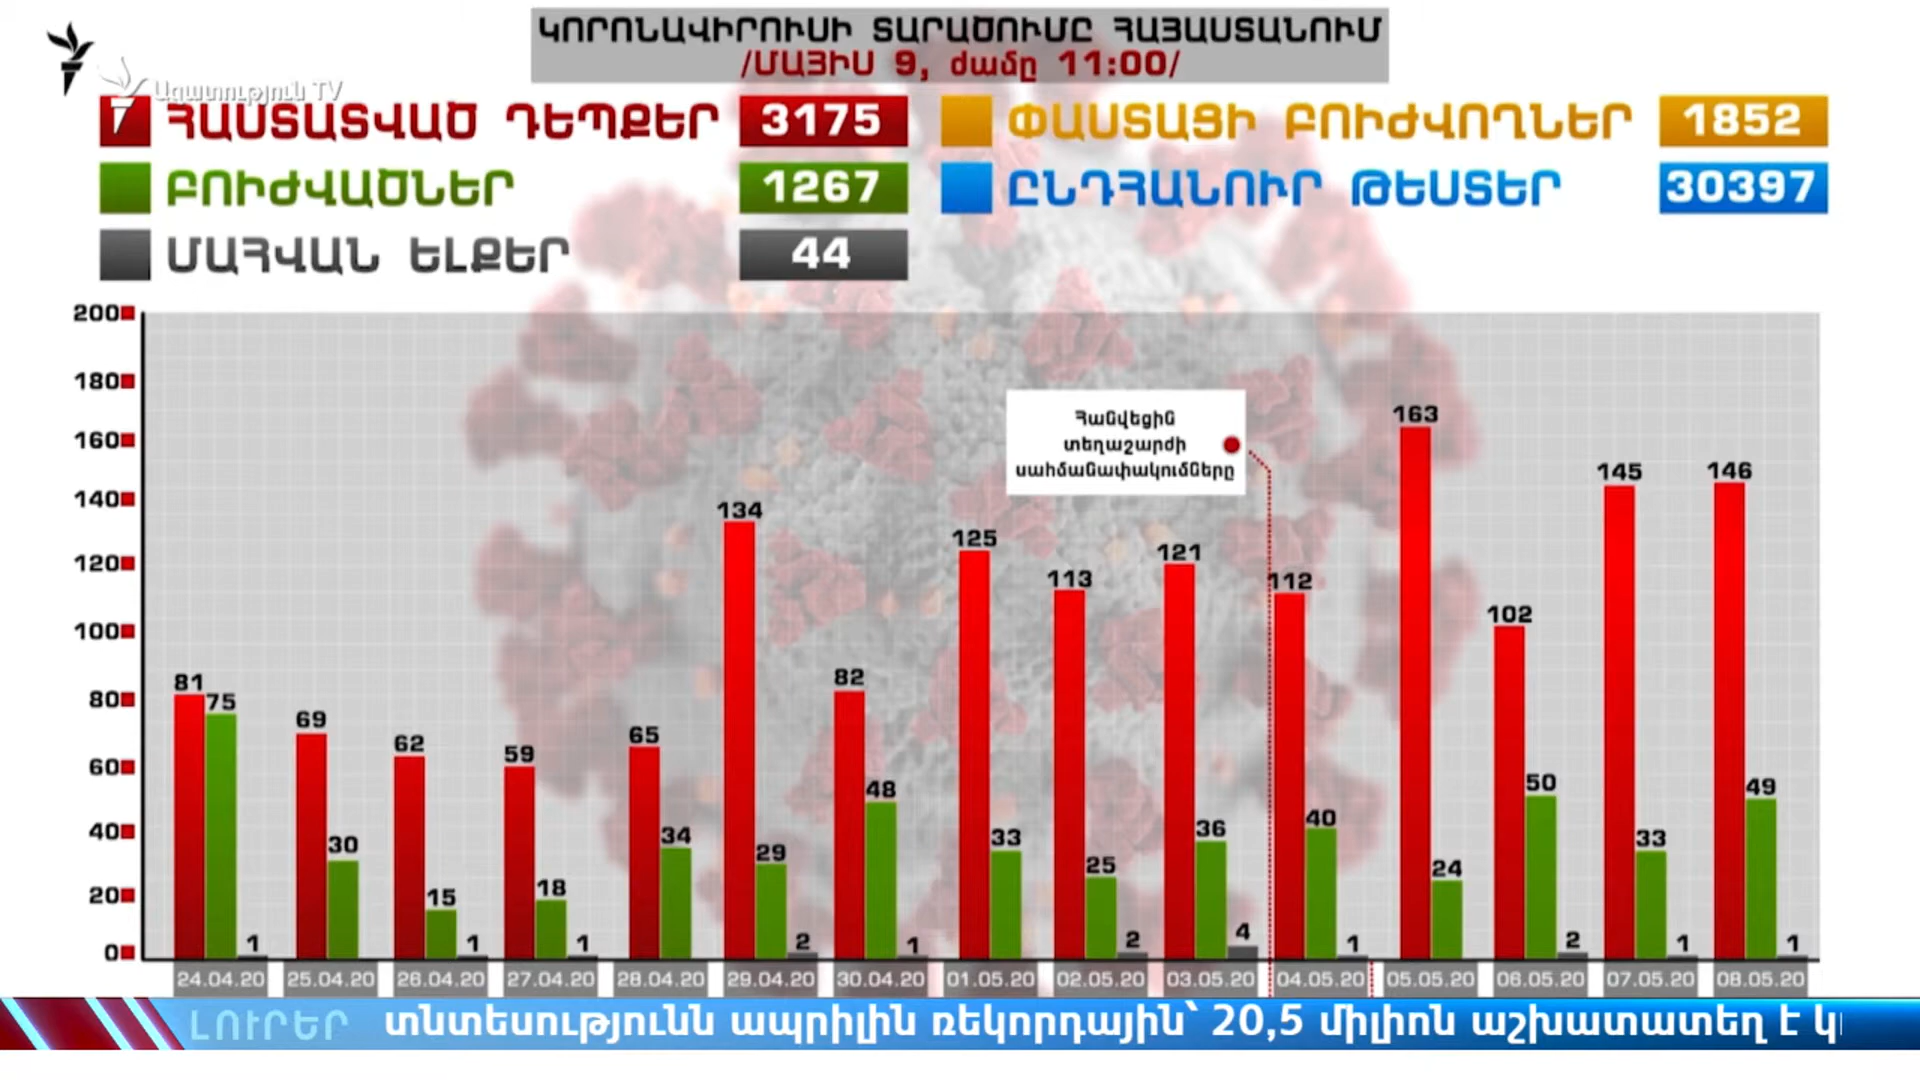 ԿՈՐՈՆԱՎԻՐՈՒՍԻ ՏԱՐԱԾՈՒՄԸ ՀԱՅԱՍՏԱՆՈՒՄ
/ՄԱՅԻՍ 9, ժամը 11:00/
Ազատություն TV
ՀԱՍՏԱՏՎԱԾ ԴԵՊՔԵՐ 3175 ՓԱՍՏԱՑԻ ԲՈՒԺՎՈՂՆԵՐ 1852
ԲՈՒԺՎԱԾՆԵՐ 1267 ԸՆԴՀԱՆՈՒՐ ԹԵՍՏԵՐ 30397
ՄԱՀՎԱՆ ԵԼՔԵՐ 44
200
180
160
140
120
100
80
60
40
20
0
Հանվեցին
տեղաշարժի
սահմանափակումները
81 75 1
69 30
62 15 1
59 18 1
65 34
134 29 2
82 48 1
125 33
113 25 2
121 36 4
112 40 1
163 24
102 50 2
145 33 1
146 49 1
24.04.20 25.04.20 26.04.20 27.04.20 28.04.20 29.04.20 30.04.20 01.05.20 02.05.20 03.05.20 04.05.20 05.05.20 06.05.20 07.05.20 08.05.20
ԼՈՒՐԵՐ տնտեսությունն ապրիլին ռեկորդային՝ 20,5 միլիոն աշխատատեղ է